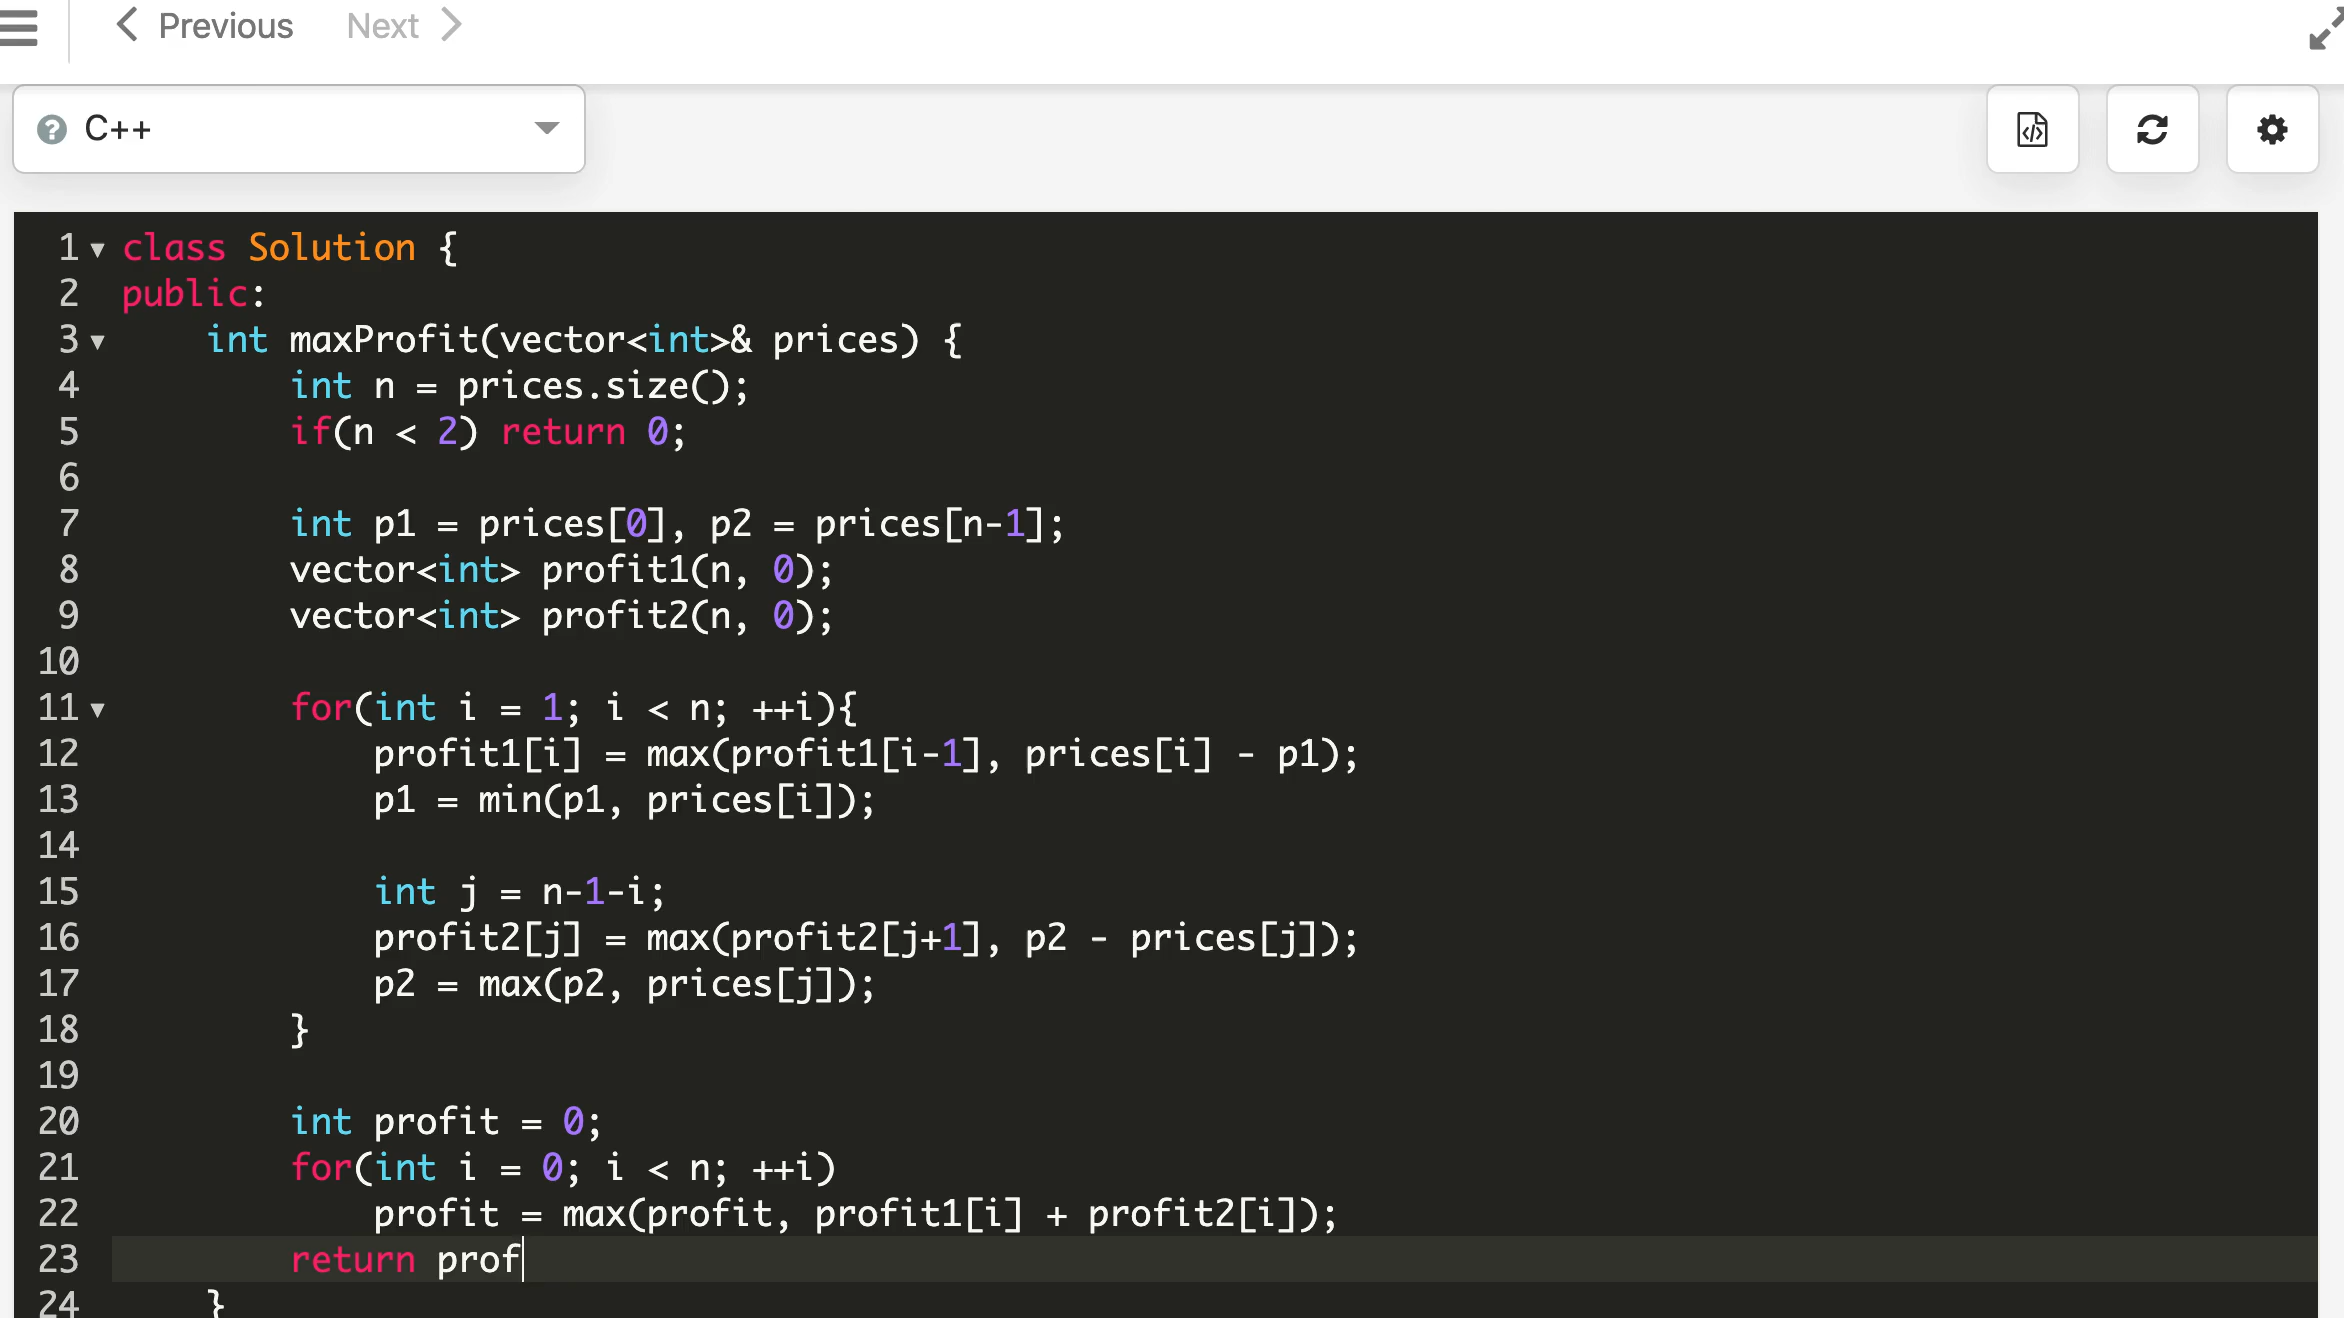 Previous Next
C++
1 class Solution {
2 public:
3     int maxProfit(vector<int>& prices) {
4         int n = prices.size();
5         if(n < 2) return 0;
6
7         int p1 = prices[0], p2 = prices[n-1];
8         vector<int> profit1(n, 0);
9         vector<int> profit2(n, 0);
10
11         for(int i = 1; i < n; ++i){
12             profit1[i] = max(profit1[i-1], prices[i] - p1);
13             p1 = min(p1, prices[i]);
14
15             int j = n-1-i;
16             profit2[j] = max(profit2[j+1], p2 - prices[j]);
17             p2 = max(p2, prices[j]);
18         }
19
20         int profit = 0;
21         for(int i = 0; i < n; ++i)
22             profit = max(profit, profit1[i] + profit2[i]);
23         return prof
24     }